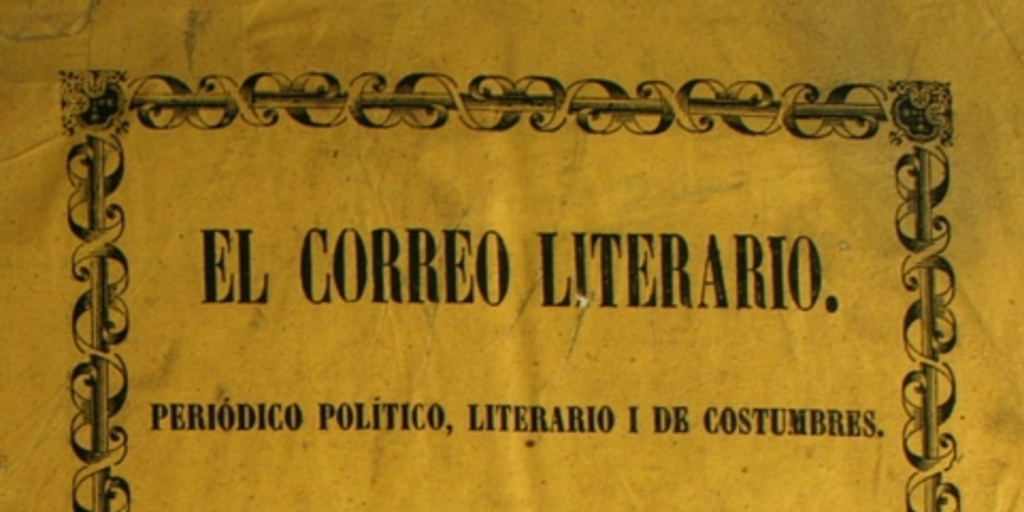 EL CORREO LITERARIO.
PERIÓDICO POLÍTICO, LITERARIO I DE COSTUMBRES.